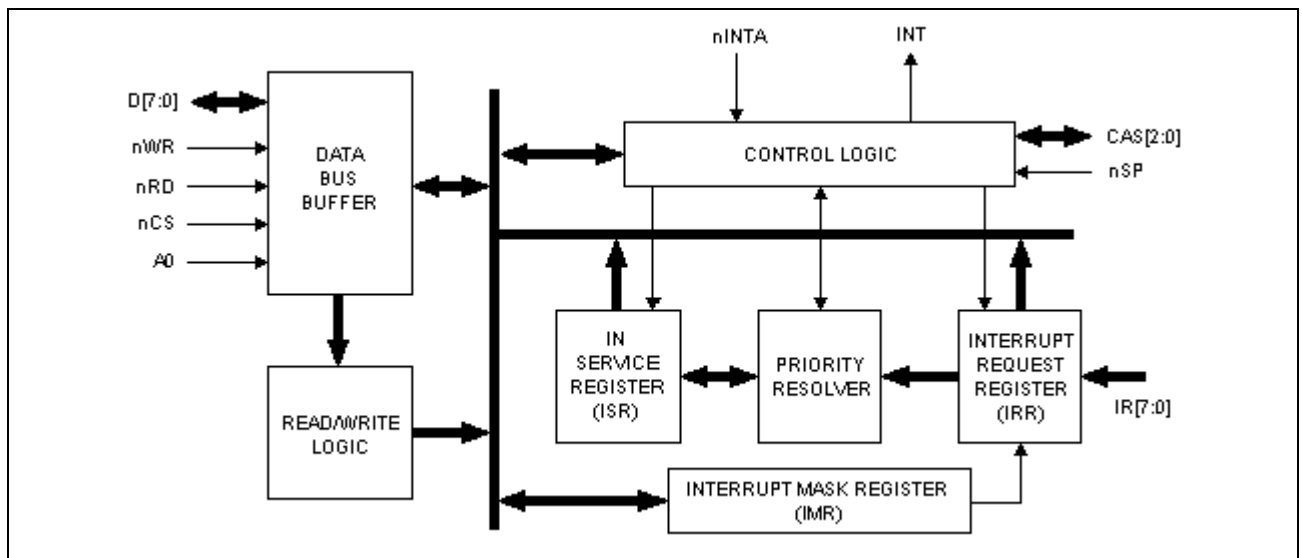 nINTA
INT
D[7:0]
nWR
nRD
nCS
A0
DATA
BUS
BUFFER
CONTROL LOGIC
CAS[2:0]
nSP
READ/WRITE
LOGIC
IN
SERVICE
REGISTER
(ISR)
PRIORITY
RESOLVER
INTERRUPT
REQUEST
REGISTER
(IRR)
IR[7:0]
INTERRUPT MASK REGISTER
(IMR)